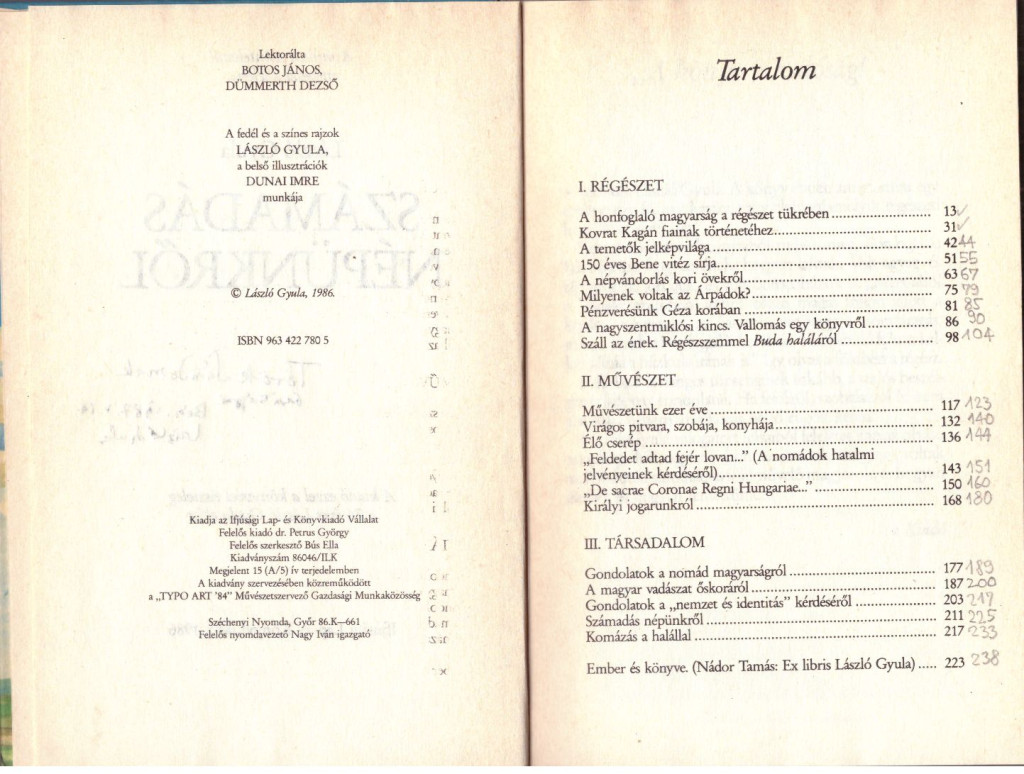 Lektorálta
BOTOS JÁNOS,
DÜMMERTH DEZSŐ
A fedél és a színes rajzok
LÁSZLÓ GYULA,
a belső illusztrációk
DUNAI IMRE
munkája
© László Gyula, 1986.
ISBN 963 422 780 5
Kiadja az Ifjúsági Lap- és Könyvkiadó Vállalat
Felelős kiadó dr. Petrus György
Felelős szerkesztő Bús Ella
Kiadványszám 86046/ILK
Megjelent 15 (A/5) ív terjedelemben
A kiadvány szervezésében közreműködött
a „TYPO ART '84” Művészetszervező Gazdasági Munkaközösség
Széchenyi Nyomda, Győr 86.K—661
Felelős nyomdavezető Nagy Iván igazgató
Tartalom
I. RÉGÉSZET
A honfoglaló magyarság a régészet tükrében 13 ✓
Kovrat Kagán fiainak történetéhez 31 ✓
A temetők jelképvilága 42 44
150 éves Bene vitéz sírja 51 55
A népvándorlás kori övekről 63 67
Milyenek voltak az Árpádok? 75 79
Pénzverésünk Géza korában 81 85
A nagyszentmiklósi kincs. Vallomás egy könyvről 86 90
Száll az ének. Régészszemmel Buda haláláról 98 104
II. MŰVÉSZET
Művészetünk ezer éve 117 123
Virágos pitvara, szobája, konyhája 132 140
Élő cserép 136 144
„Feldedet adtad fejér lovan...” (A nomádok hatalmi
jelvényeinek kérdéséről) 143 151
„De sacrae Coronae Regni Hungariae...” 150 160
Királyi jogarunkról 168 180
III. TÁRSADALOM
Gondolatok a nomád magyarságról 177 189
A magyar vadászat őskoráról 187 200
Gondolatok a „nemzet és identitás” kérdéséről 203 217
Számadás népünkről 211 225
Komázás a halállal 217 233
Ember és könyve. (Nádor Tamás: Ex libris László Gyula) ..... 223 238